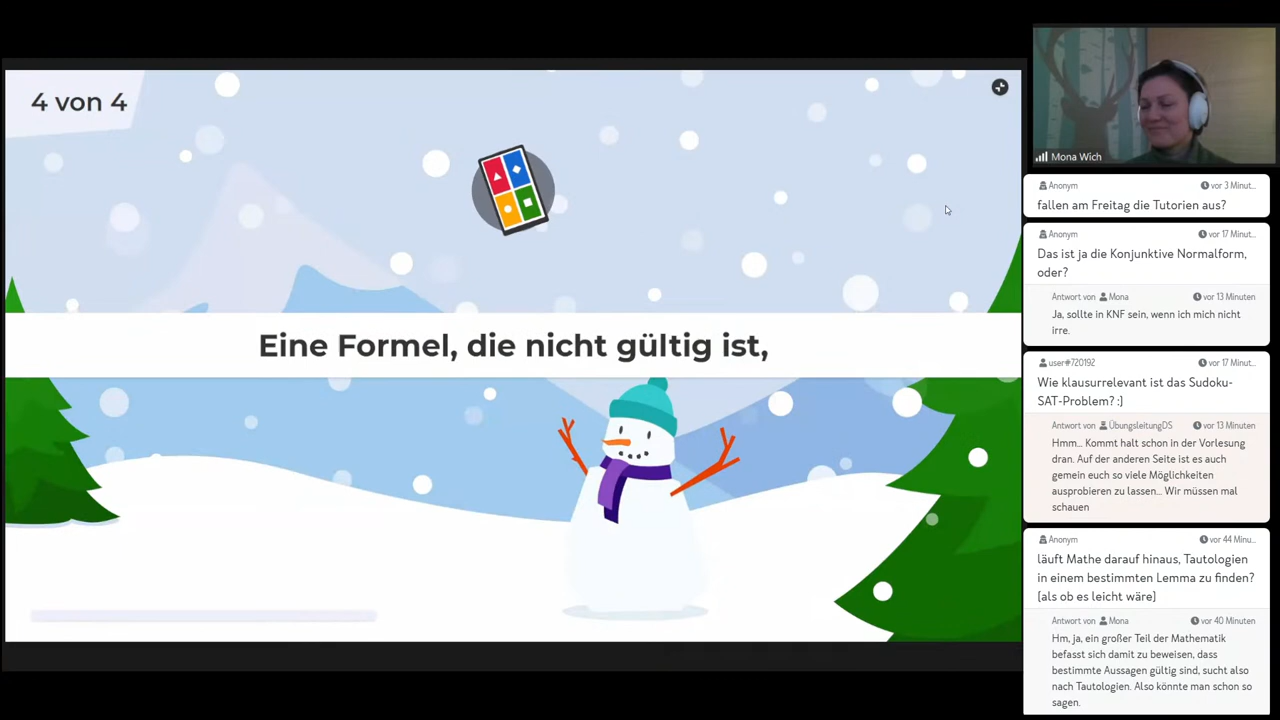 4 von 4
Eine Formel, die nicht gültig ist,
Mona Wich
Anonym vor 3 Minut...
fallen am Freitag die Tutorien aus?
Anonym vor 17 Minut...
Das ist ja die Konjunktive Normalform,
oder?
Antwort von Mona vor 13 Minuten
Ja, sollte in KNF sein, wenn ich mich nicht
irre.
user#720192 vor 17 Minut...
Wie klausurrelevant ist das Sudoku-
SAT-Problem? :]
Antwort von ÜbungsleitungDS vor 13 Minuten
Hmm... Kommt halt schon in der Vorlesung
dran. Auf der anderen Seite ist es auch
gemein euch so viele Möglichkeiten
ausprobieren zu lassen... Wir müssen mal
schauen
Anonym vor 44 Minu...
läuft Mathe darauf hinaus, Tautologien
in einem bestimmten Lemma zu finden?
[als ob es leicht wäre]
Antwort von Mona vor 40 Minuten
Hm, ja, ein großer Teil der Mathematik
befasst sich damit zu beweisen, dass
bestimmte Aussagen gültig sind, sucht also
nach Tautologien. Also könnte man schon so
sagen.